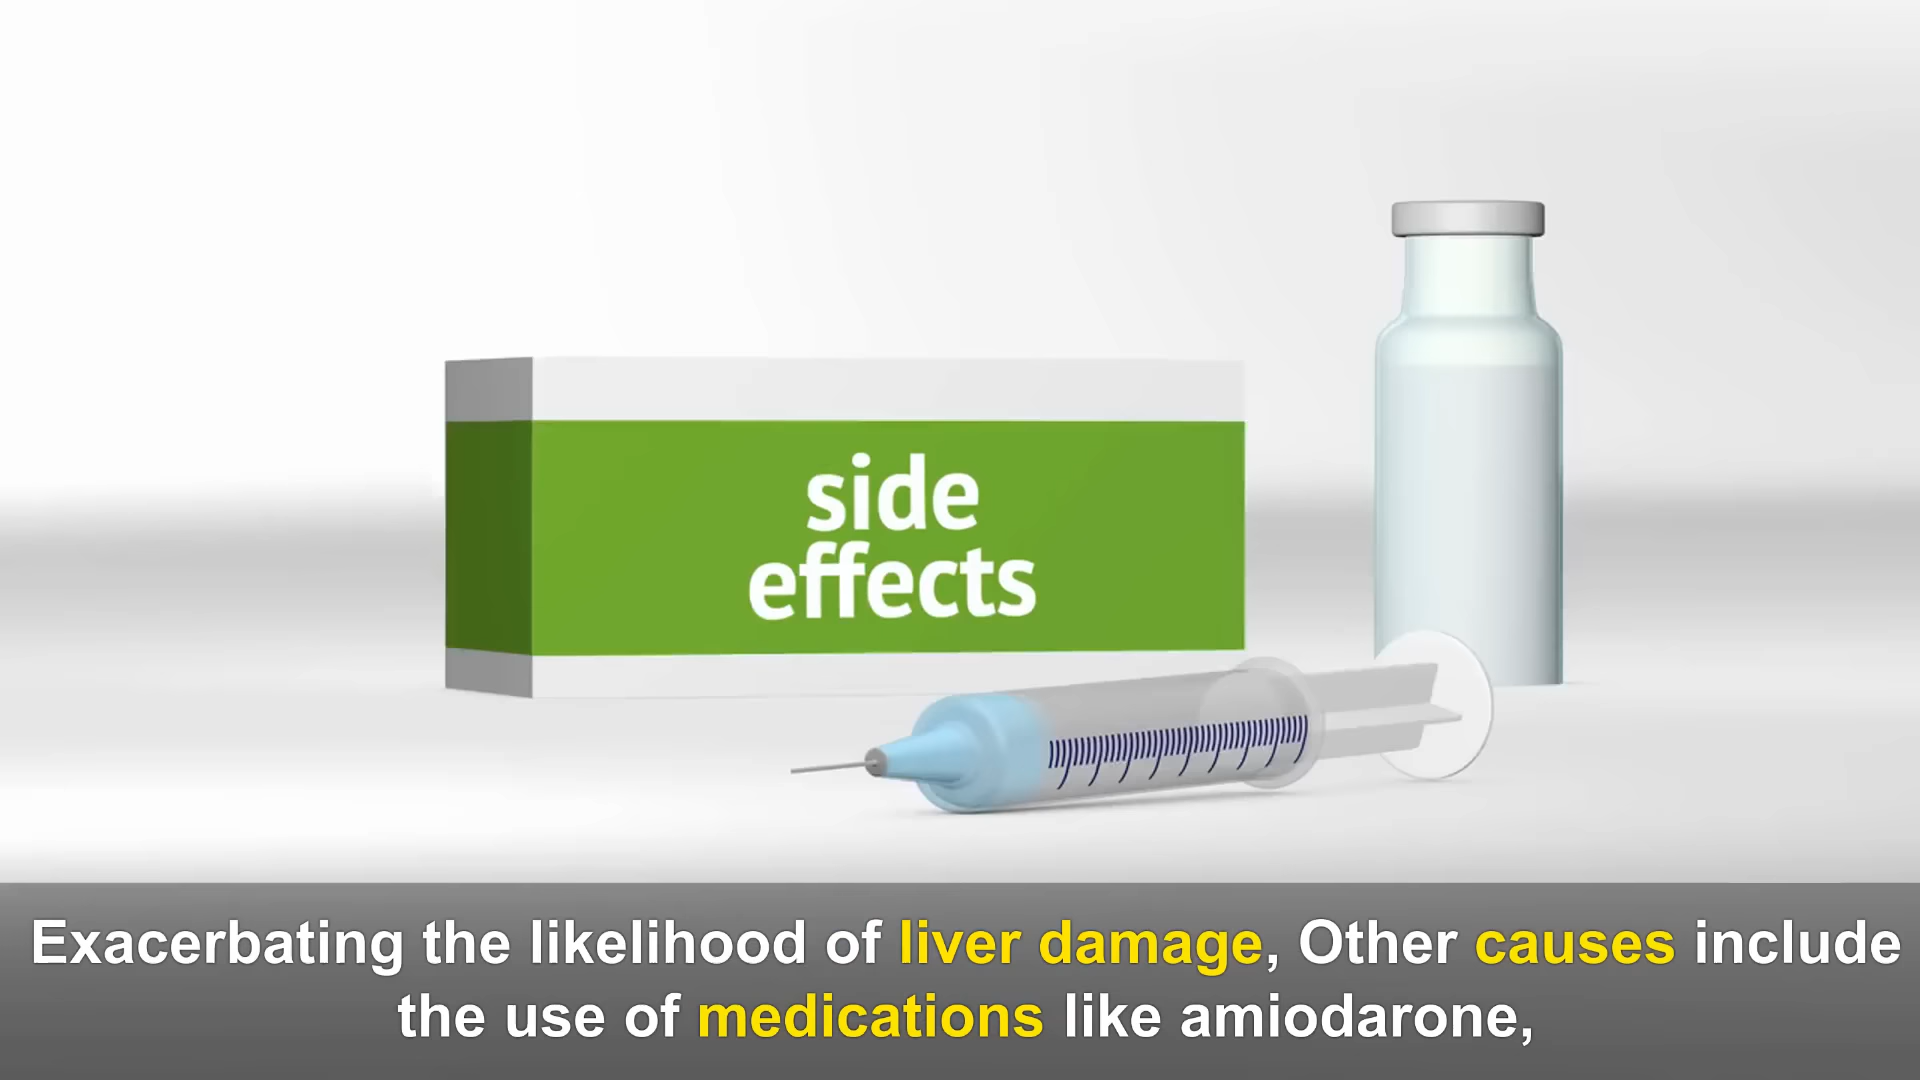 side
effects
Exacerbating the likelihood of liver damage, Other causes include
the use of medications like amiodarone,